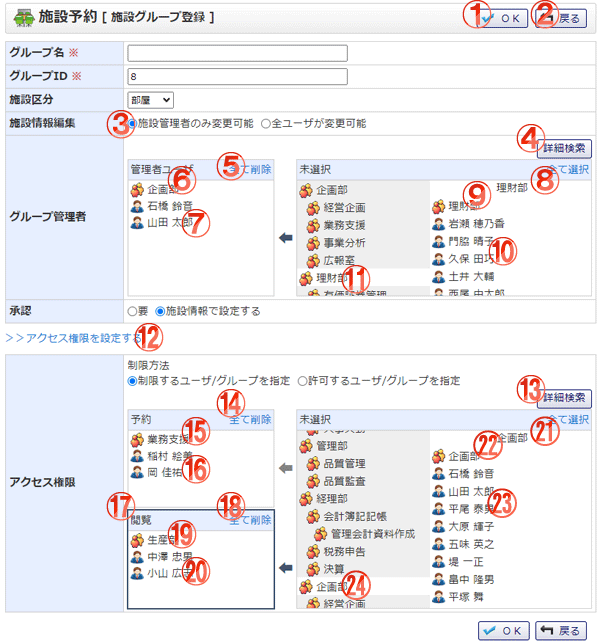 施設予約 [ 施設グループ登録 ]
① OK ② 戻る
グループ名 ※
グループID ※ 8
施設区分 部屋
施設情報編集 ③ 施設管理者のみ変更可能 全ユーザが変更可能
④ 詳細検索
グループ管理者
管理者ユーザ ⑤ 全て削除
⑥ 企画部
石橋 鈴音
⑦ 山田 太郎
未選択 ⑧ 全て選択
企画部
経営企画
業務支援
事業分析
広報室
⑪ 理財部
有価証券管理
理財部
⑨ 理財部
岩瀬 穂乃香
門脇 晴子
⑩ 久保 田巧
土井 大輔
西尾 由太郎
承認 要 施設情報で設定する
>>アクセス権限を設定する ⑫
アクセス権限
制限方法
制限するユーザ/グループを指定 許可するユーザ/グループを指定
⑬ 詳細検索
予約 ⑭ 全て削除
⑮ 業務支援
稲村 絵美
⑯ 岡 佳祐
⑰ 閲覧 ⑱ 全て削除
⑲ 生産部
中澤 忠男
⑳ 小山 広志
未選択 ㉑ 全て選択
管理部
品質管理
品質監査
経理部
会計簿記記帳
管理会計資料作成
税務申告
決算
㉔ 企画部
経営企画
企画部
㉒ 企画部
石橋 鈴音
山田 太郎
㉓ 平尾 泰男
大原 輝子
五味 英之
堤 一正
畠中 隆男
平塚 舞
OK 戻る